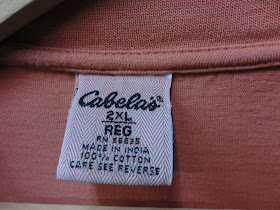 Cabela's®
2XL
REG
RN 56835
MADE IN INDIA
100% COTTON
CARE SEE REVERSE